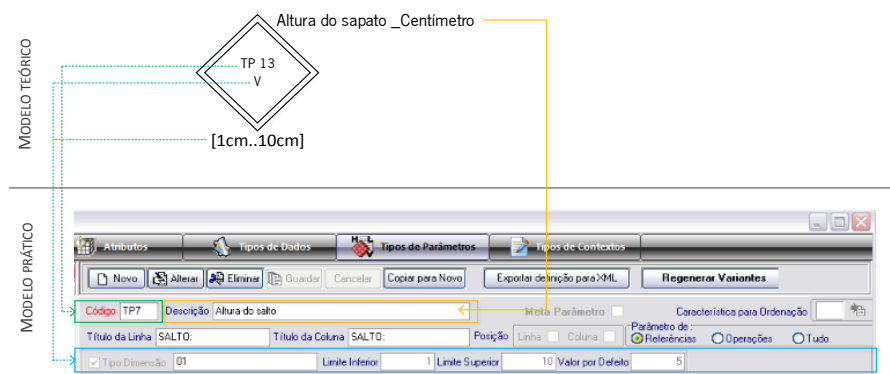 Altura do sapato _Centímetro
MODELO TEÓRICO
TP 13
V
[1cm..10cm]
MODELO PRÁTICO
Atributos Tipos de Dados Tipos de Parâmetros Tipos de Contextos
Novo Alterar Eliminar Guardar Cancelar Copiar para Novo Exportar definição para XML Regenerar Variantes
Código TP7 Descrição Altura do salto Meta Parâmetro Característica para Ordenação
Título da Linha SALTO: Título da Coluna SALTO: Posição Linha Coluna Parâmetro de : Referências Operações Tudo
Tipo Dimensão 01 Limite Inferior 1 Limite Superior 10 Valor por Defeito 5